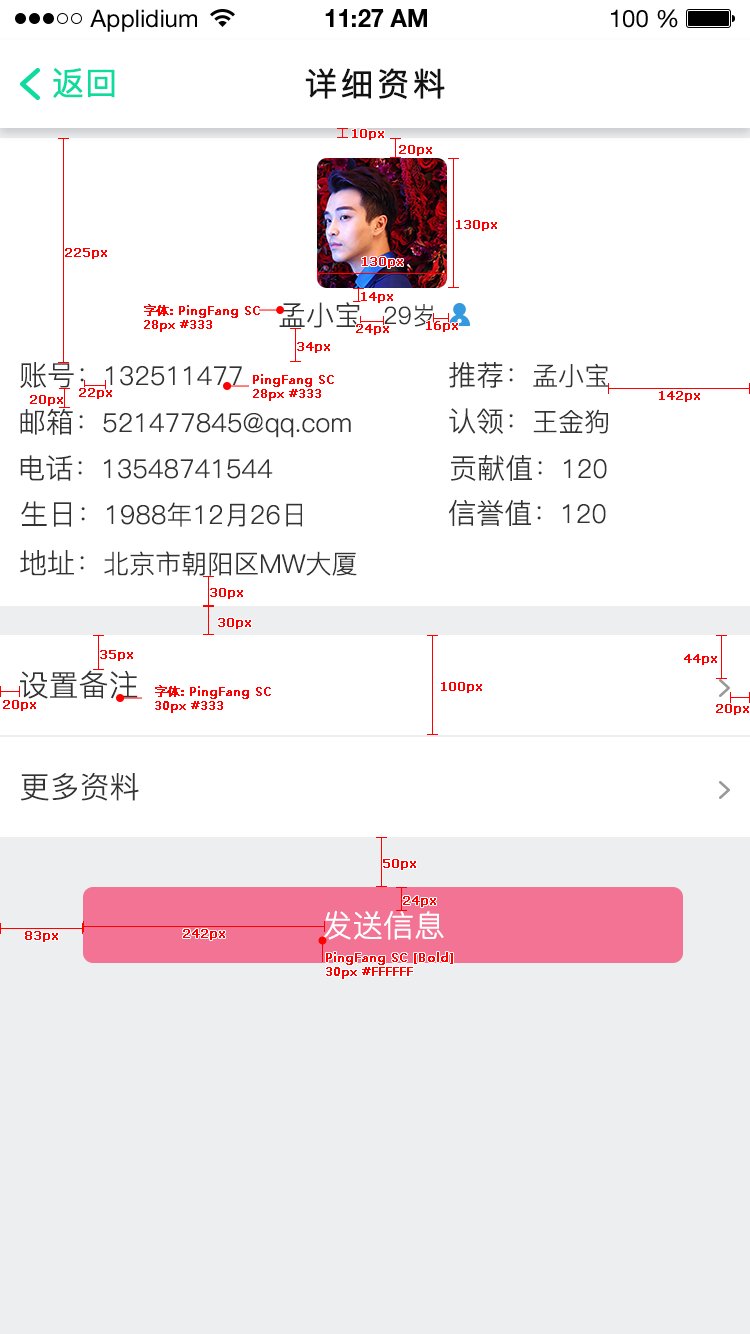 Applidium 11:27 AM 100 %
返回 详细资料
10px
20px
225px
130px
130px
14px
字体: PingFang SC
28px #333
孟小宝 29岁
24px
16px
34px
账号: 132511477
PingFang SC
28px #333
22px
20px
推荐: 孟小宝
142px
邮箱: 521477845@qq.com
认领: 王金狗
电话: 13548741544
贡献值: 120
生日: 1988年12月26日
信誉值: 120
地址: 北京市朝阳区MW大厦
30px
30px
35px
44px
设置备注
字体: PingFang SC
30px #333
100px
20px
20px
更多资料
50px
24px
发送信息
83px
242px
PingFang SC [Bold]
30px #FFFFFF